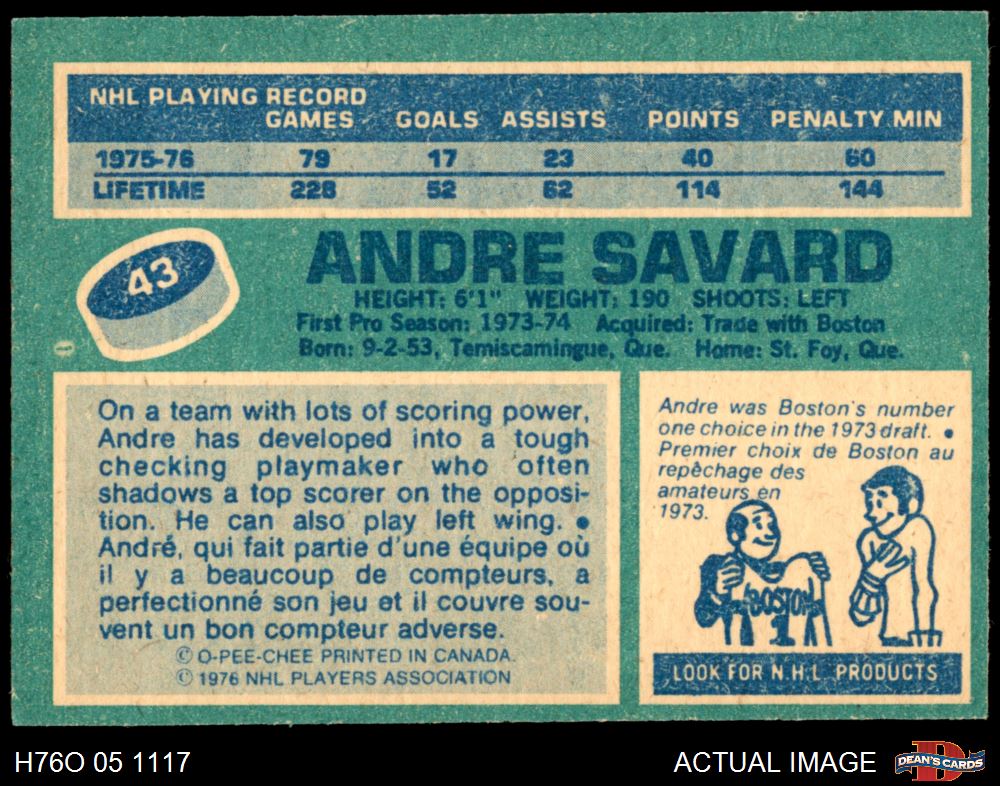 NHL PLAYING RECORD
GAMES GOALS ASSISTS POINTS PENALTY MIN
1975-76 79 17 23 40 60
LIFETIME 228 52 62 114 144
43
ANDRE SAVARD
HEIGHT: 6'1" WEIGHT: 190 SHOOTS: LEFT
First Pro Season: 1973-74 Acquired: Trade with Boston
Born: 9-2-53, Temiscamingue, Que. Home: St. Foy, Que.
On a team with lots of scoring power,
Andre has developed into a tough
checking playmaker who often
shadows a top scorer on the opposi-
tion. He can also play left wing. •
André, qui fait partie d'une équipe où
il y a beaucoup de compteurs, a
perfectionné son jeu et il couvre sou-
vent un bon compteur adverse.
© O-PEE-CHEE PRINTED IN CANADA.
© 1976 NHL PLAYERS ASSOCIATION
Andre was Boston's number
one choice in the 1973 draft. •
Premier choix de Boston au
repêchage des
amateurs en
1973.
BOSTON
LOOK FOR N.H.L PRODUCTS
H76O 05 1117
ACTUAL IMAGE
D
DEAN'S CARDS